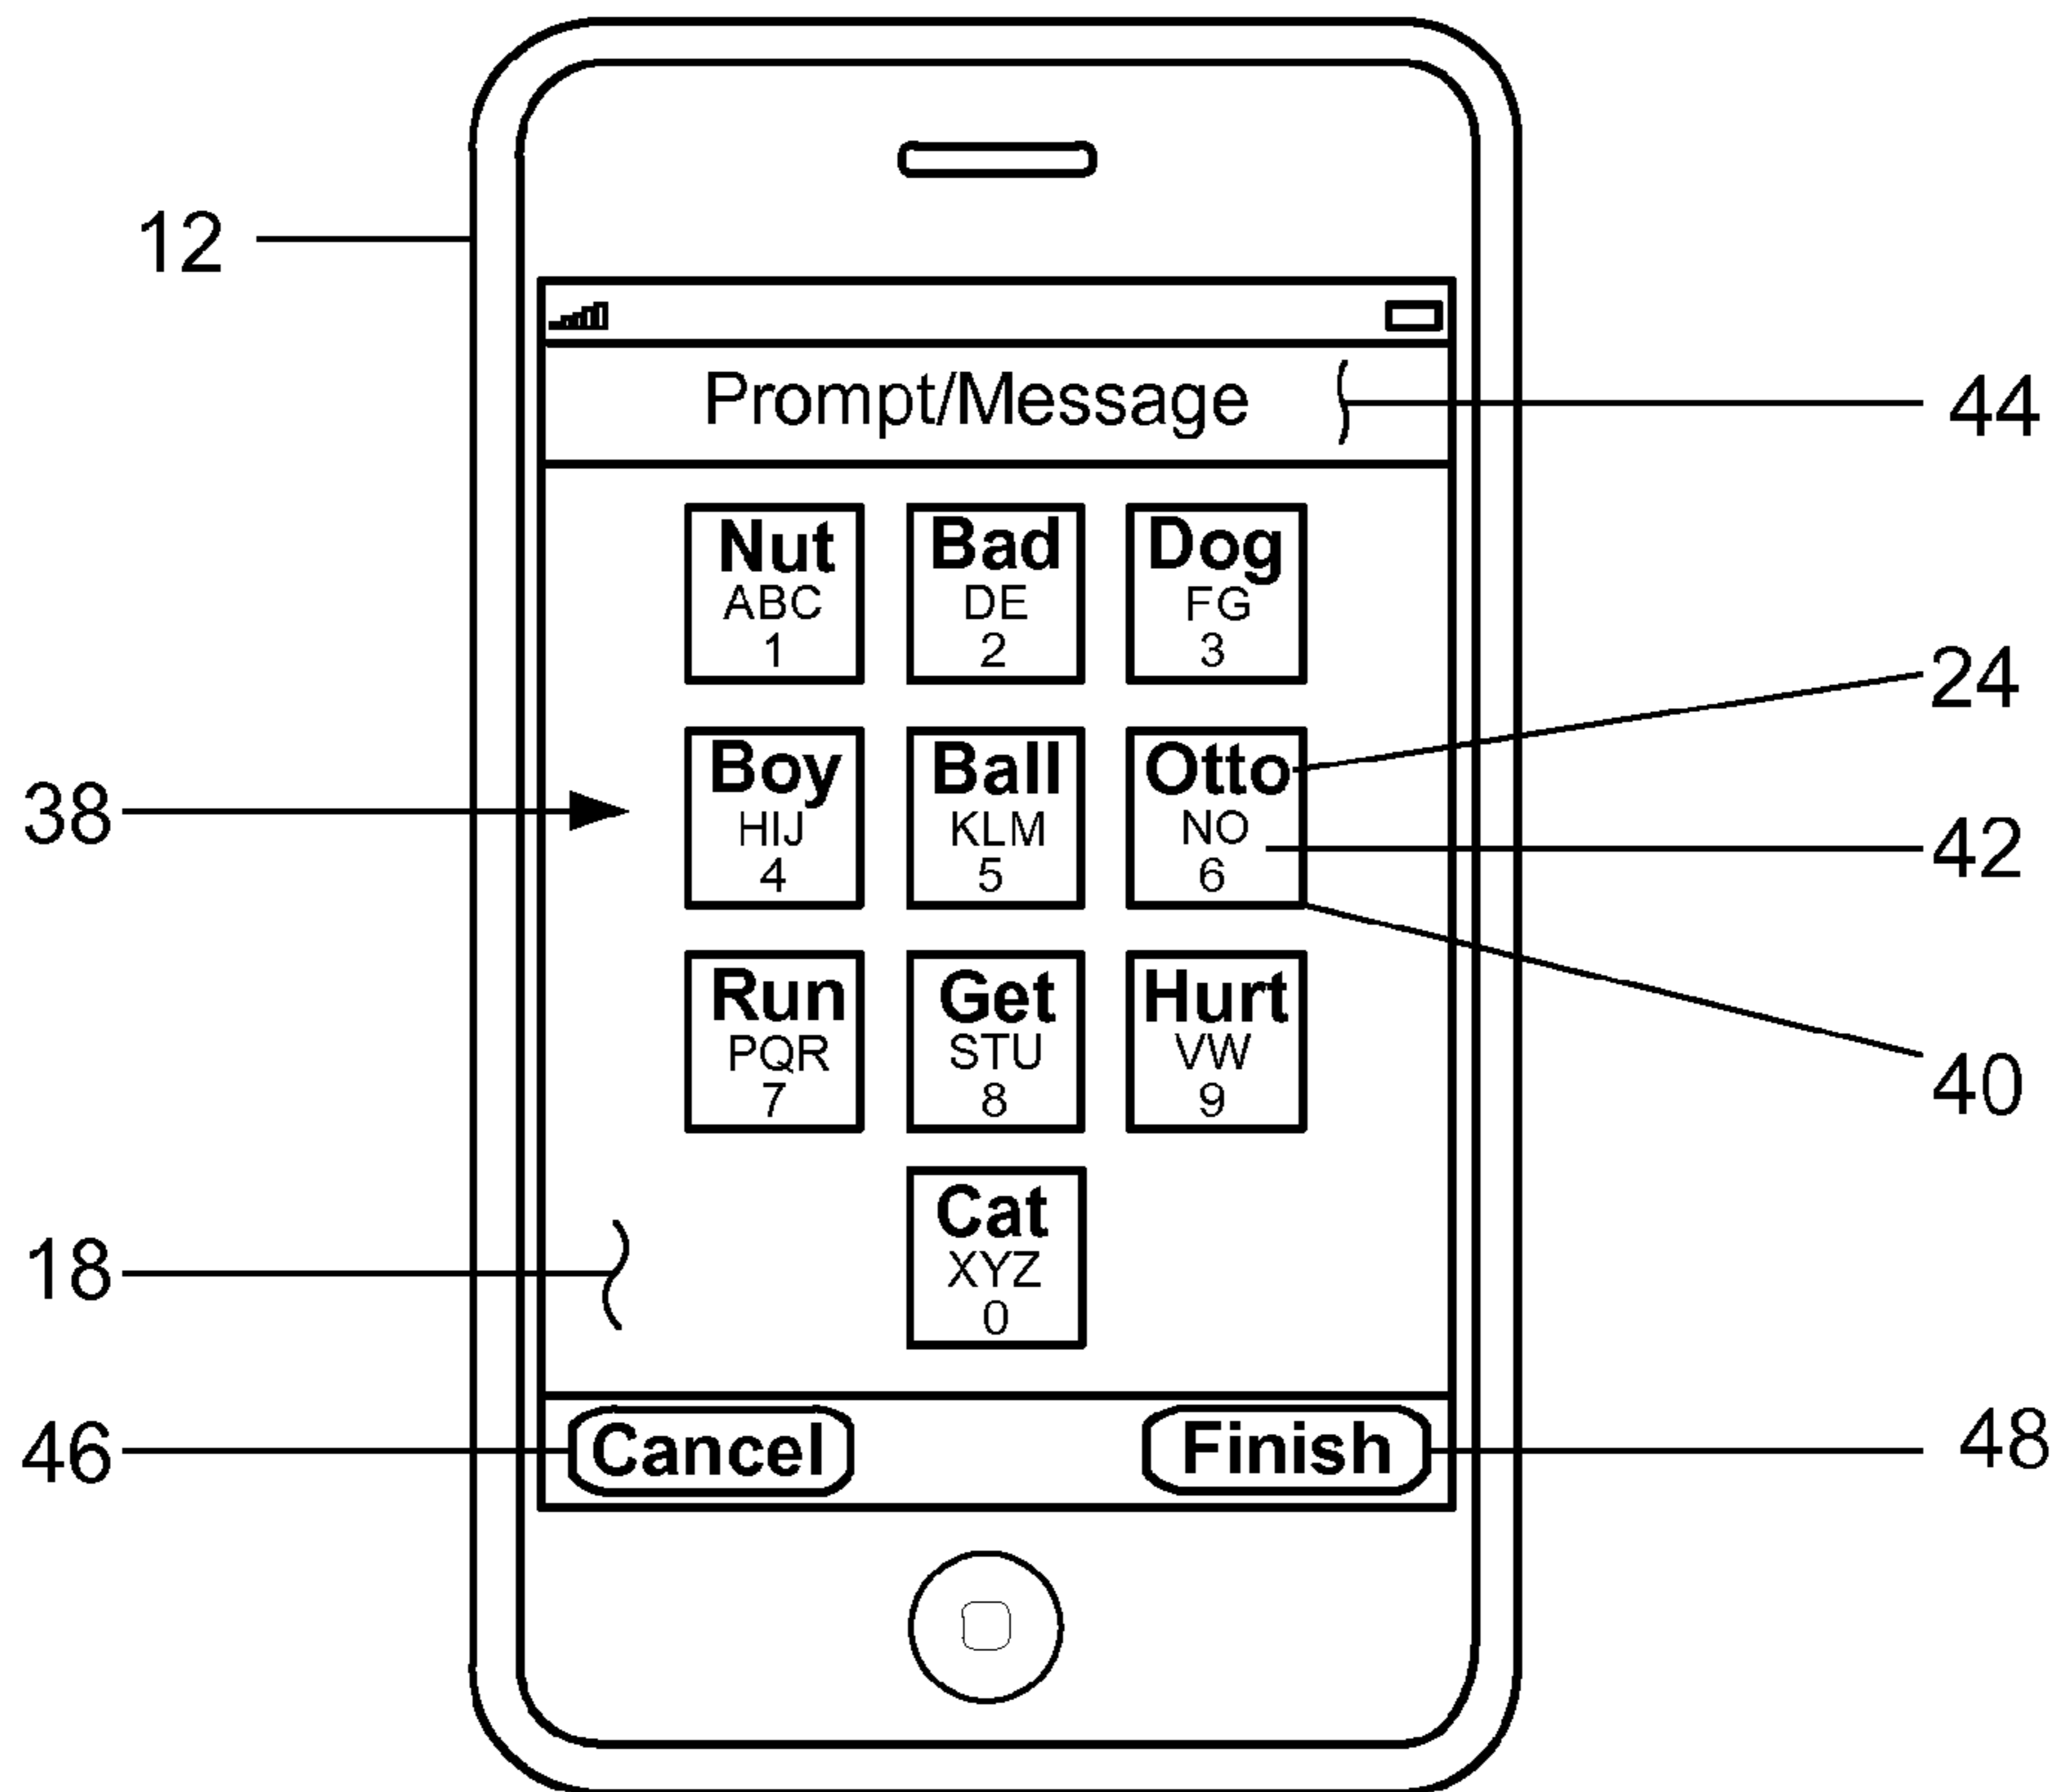 12
Prompt/Message
44
Nut Bad Dog
ABC DE FG
1 2 3
24
Boy Ball Otto
38
HIJ KLM NO
42
4 5 6
Run Get Hurt
PQR STU VW
40
7 8 9
Cat
18
XYZ
0
46
Cancel Finish
48